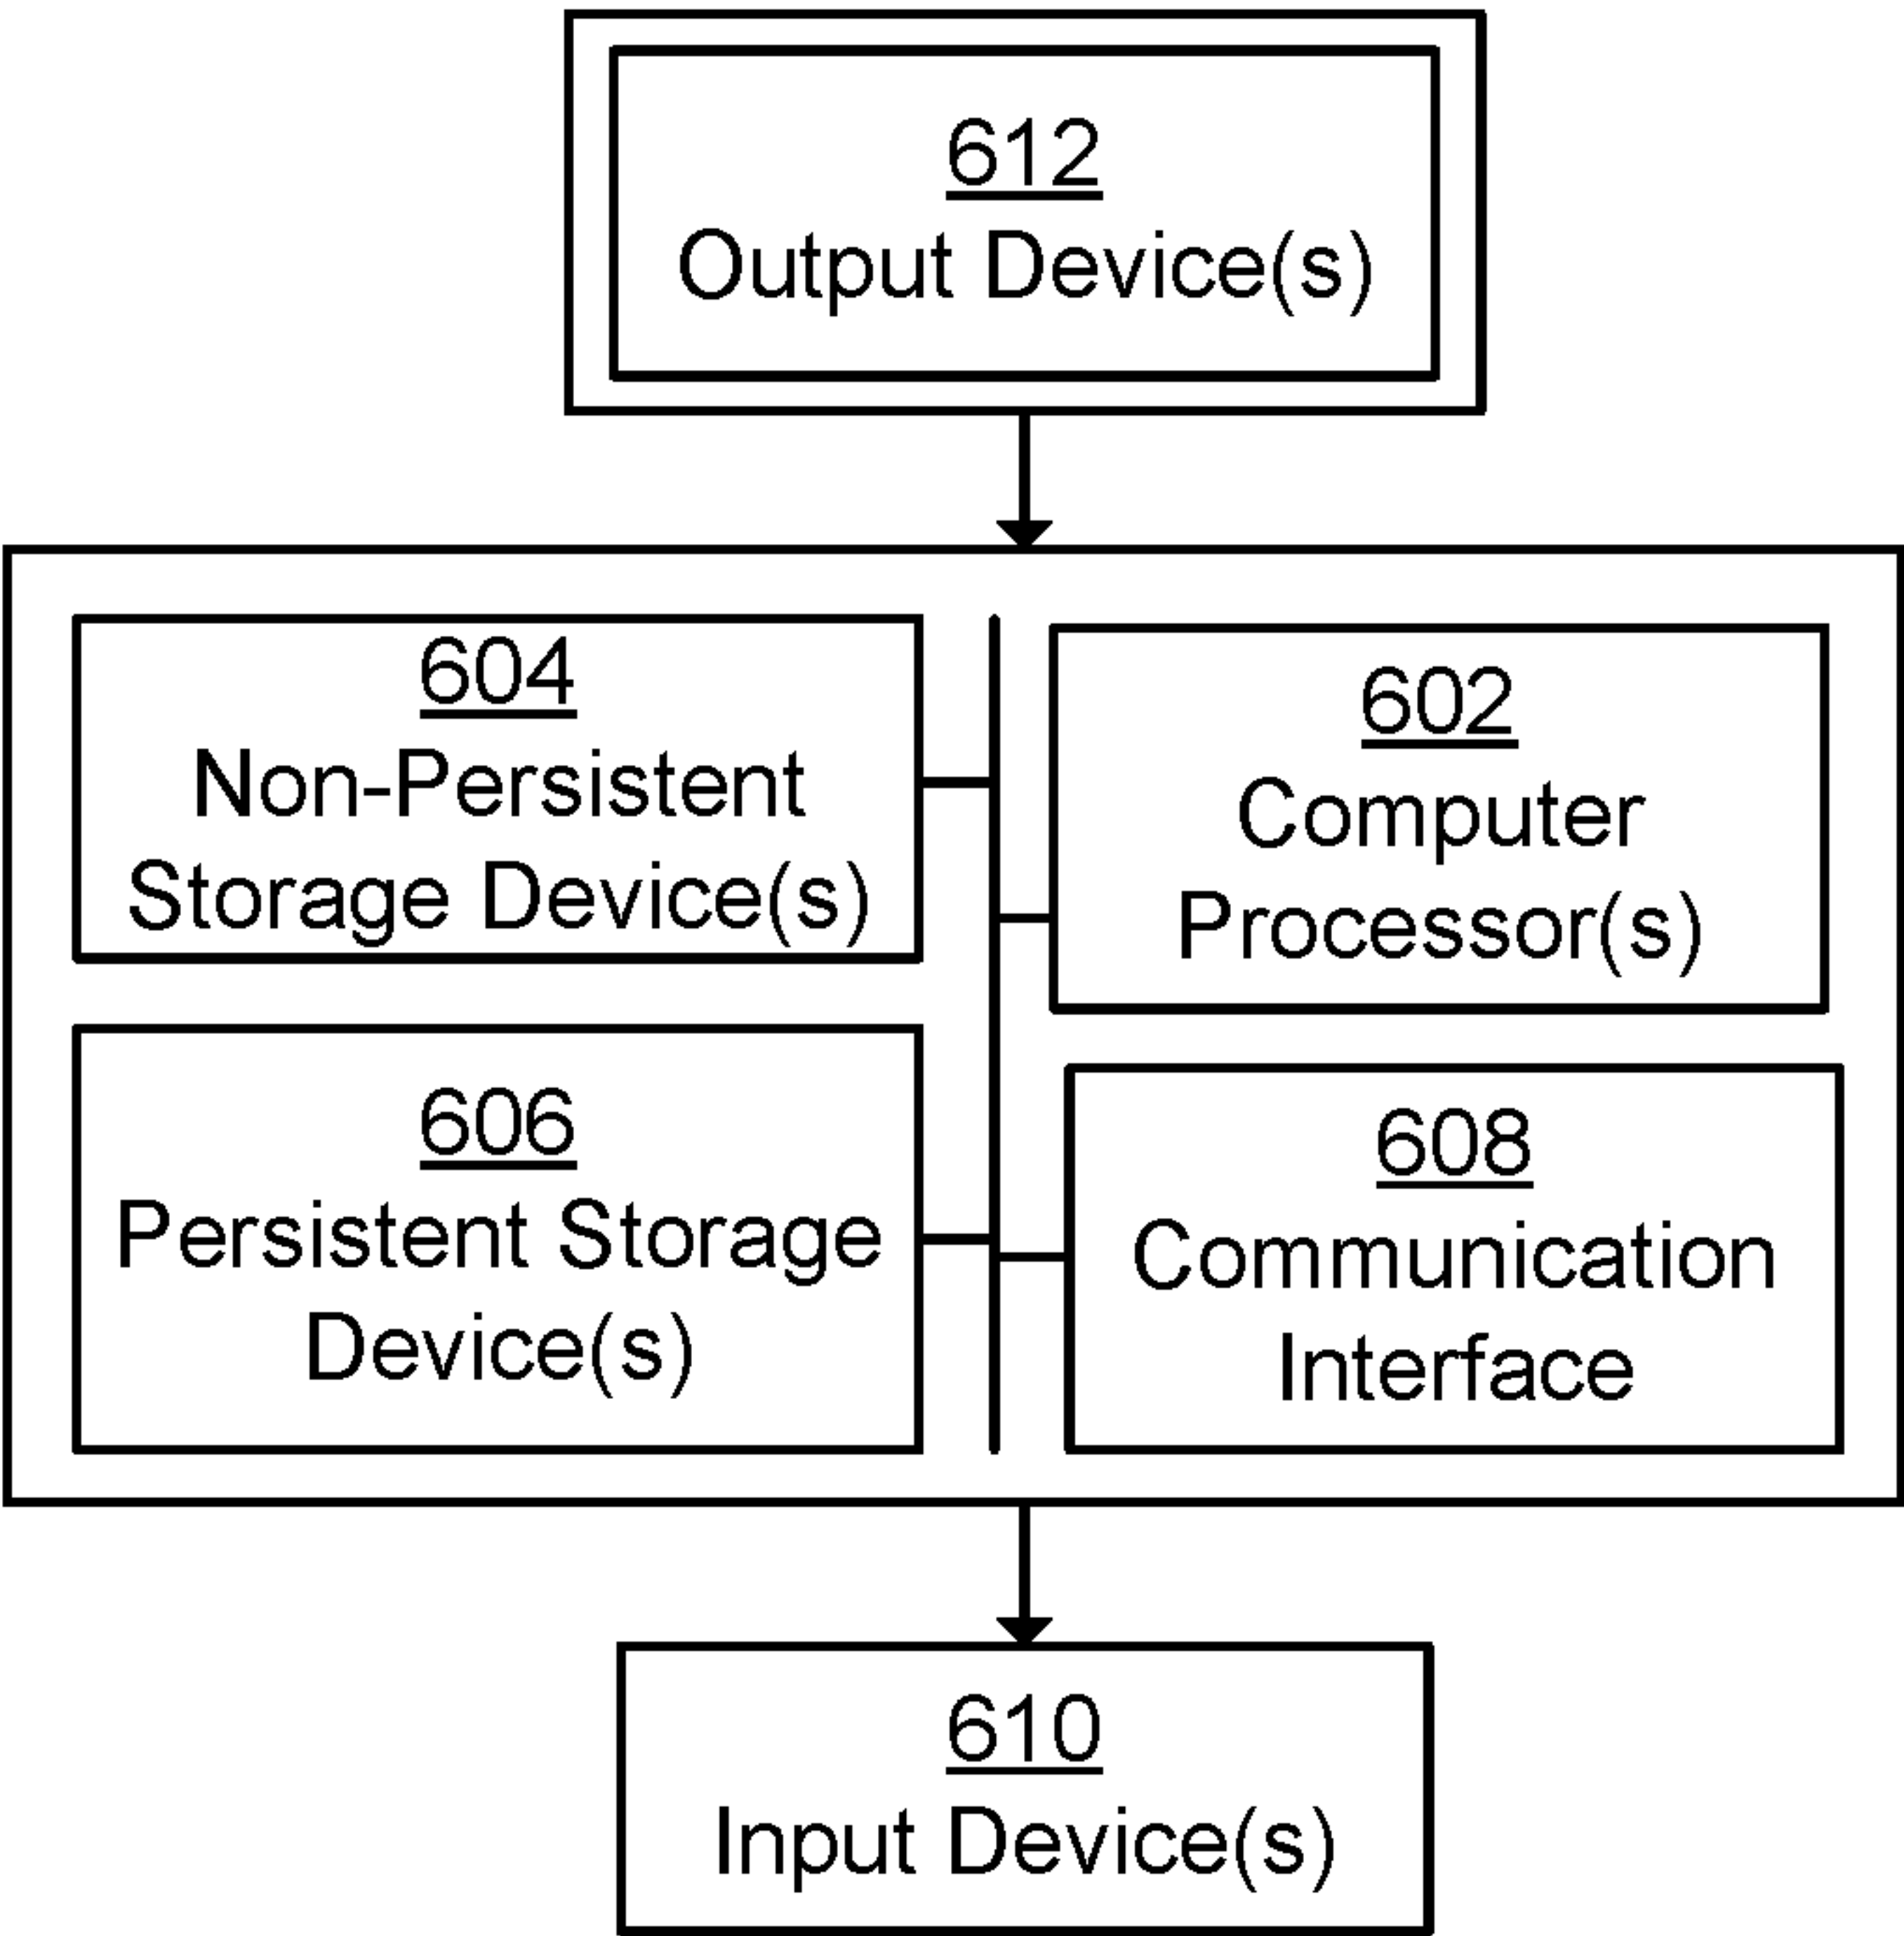 612
Output Device(s)
604
Non-Persistent
Storage Device(s)
602
Computer
Processor(s)
606
Persistent Storage
Device(s)
608
Communication
Interface
610
Input Device(s)